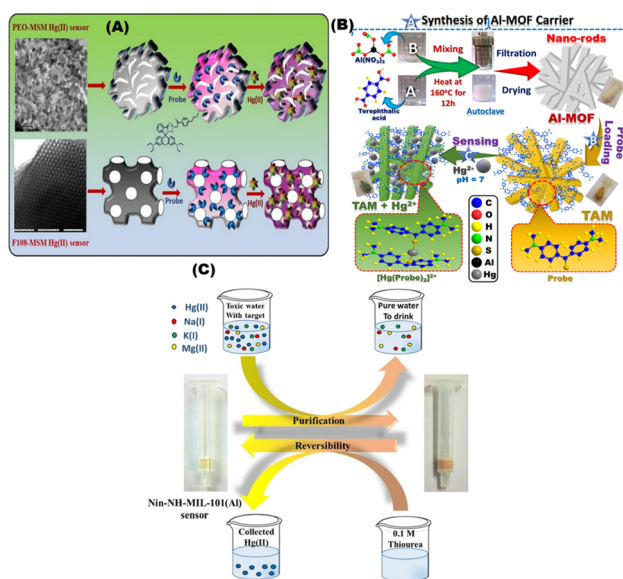 (A)
PEO-MSM Hg(II) sensor
Probe
Hg(II)
Probe
Hg(II)
F108-MSM Hg(II) sensor
(B)
A Synthesis of Al-MOF Carrier
Al(NO3)3
B
Mixing
Filtration
Nano-rods
A
Heat at
160°C for
12h
Drying
Terephthalic
acid
Autoclave
Al-MOF
Probe
Loading
B
Sensing
Hg2+
pH = 7
TAM + Hg2+
TAM
C
O
H
N
S
Al
Hg
[Hg(Probe)2]2+
Probe
(C)
Hg(II)
Na(I)
K(I)
Mg(II)
Toxic water
With target
Pure water
To drink
Purification
Reversibility
Nin-NH-MIL-101(Al)
sensor
Collected
Hg(II)
0.1 M
Thiourea